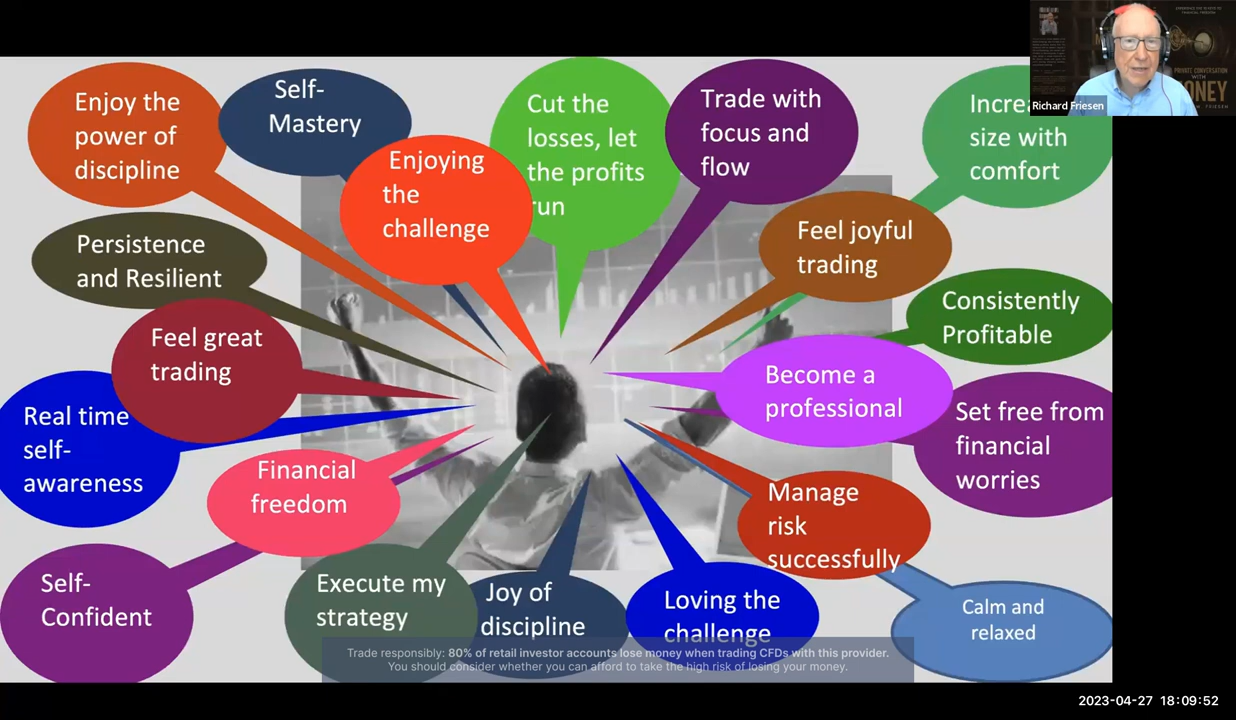 Enjoy the
power of
discipline
Self-
Mastery
Enjoying
the
challenge
Cut the
losses, let
the profits
run
Trade with
focus and
flow
size with
comfort
Richard Friesen
PRIVATE CONVERSATION
WITH
Persistence
and Resilient
Feel joyful
trading
Feel great
trading
Consistently
Profitable
Become a
professional
Real time
self-
awareness
Set free from
financial
worries
Financial
freedom
Manage
risk
successfully
Self-
Confident
Execute my
strategy
Joy of
discipline
Loving the
challenge
Calm and
relaxed
Trade responsibly: 80% of retail investor accounts lose money when trading CFDs with this provider.
You should consider whether you can afford to take the high risk of losing your money.
2023-04-27 18:09:52